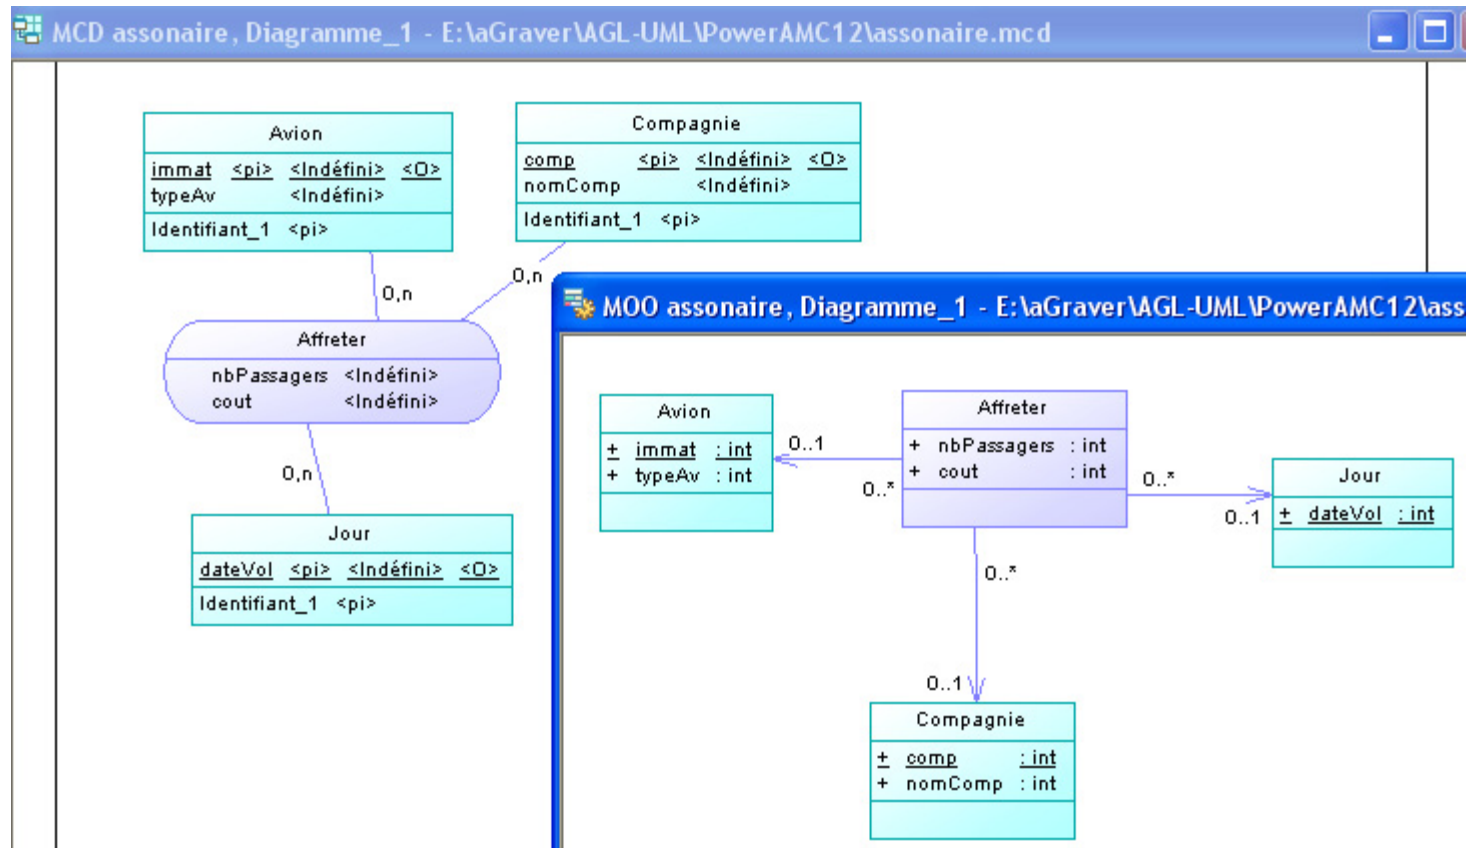 MCD assonaire, Diagramme_1 - E:\aGraver\AGL-UML\PowerAMC12\assonaire.mcd
Avion
immat <pi> <Indéfini> <O>
typeAv <Indéfini>
Identifiant_1 <pi>
Compagnie
comp <pi> <Indéfini> <O>
nomComp <Indéfini>
Identifiant_1 <pi>
0,n
0,n
Affreter
nbPassagers <Indéfini>
cout <Indéfini>
0,n
Jour
dateVol <pi> <Indéfini> <O>
Identifiant_1 <pi>
MOO assonaire, Diagramme_1 - E:\aGraver\AGL-UML\PowerAMC12\ass
Avion
+ immat : int
+ typeAv : int
0..1
0..*
Affreter
+ nbPassagers : int
+ cout : int
0..*
0..1
Jour
+ dateVol : int
0..*
0..1
Compagnie
+ comp : int
+ nomComp : int